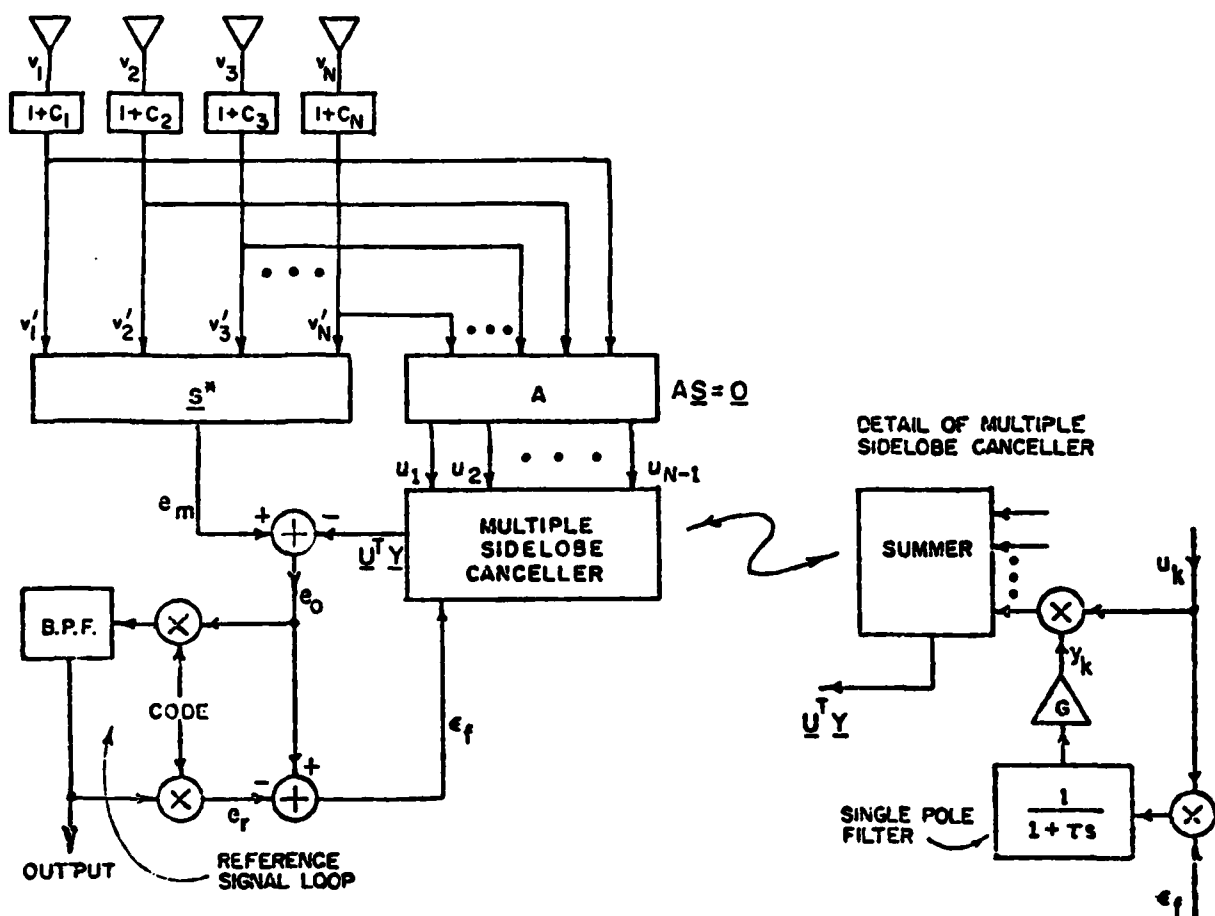 v1 v2 v3 vN
1+C1 1+C2 1+C3 1+CN
v1' v2' v3' vN'
S*
A
AS=0
u1 u2 uN-1
em
+ -
U^T Y
MULTIPLE
SIDELOBE
CANCELLER
eo
B.P.F.
CODE
ϵf
- +
er
OUTPUT
REFERENCE
SIGNAL LOOP
DETAIL OF MULTIPLE
SIDELOBE CANCELLER
SUMMER
uk
yk
G
U^T Y
SINGLE POLE
FILTER
1
1 + τs
ϵf